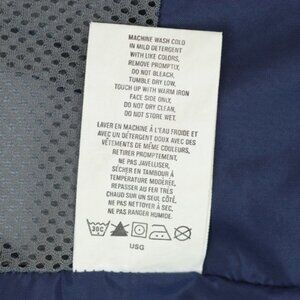 MACHINE WASH COLD
IN MILD DETERGENT
WITH LIKE COLORS,
REMOVE PROMPTLY,
DO NOT BLEACH,
TUMBLE DRY LOW,
TOUCH UP WITH WARM IRON
FACE SIDE ONLY.
DO NOT DRY CLEAN,
DO NOT STORE WET.
LAVER EN MACHINE À L'EAU FROIDE ET
AVEC UN DÉTERGENT DOUX AVEC DES
VÊTEMENTS DE MÊME COULEURS,
RETIRER PROMPTEMENT,
NE PAS JAVELLISER,
SÉCHER EN TAMBOUR À
TEMPÉRATURE MODÉRÉE,
REPASSER AU FER TRÈS
CHAUD SUR UN SEUL CÔTÉ,
NE PAS NETTOYER À SEC,
NE PAS RANGER HUMIDE.
30C
USG